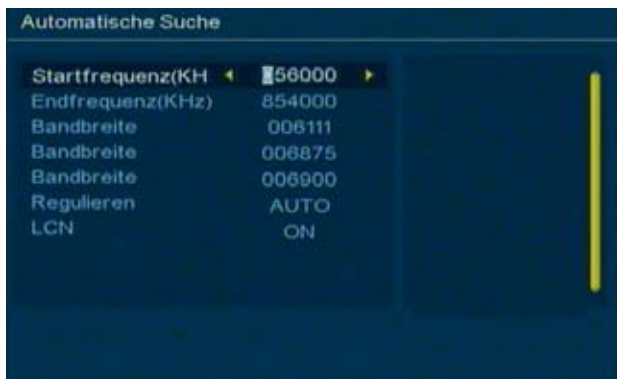 Automatische Suche
Startfrequenz(KH 56000
Endfrequenz(KHz) 854000
Bandbreite 006111
Bandbreite 006875
Bandbreite 006900
Regulieren AUTO
LCN ON